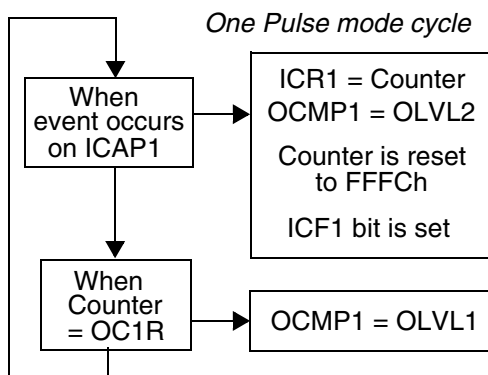 One Pulse mode cycle
When
event occurs
on ICAP1
ICR1 = Counter
OCMP1 = OLVL2
Counter is reset
to FFFCh
ICF1 bit is set
When
Counter
= OC1R
OCMP1 = OLVL1